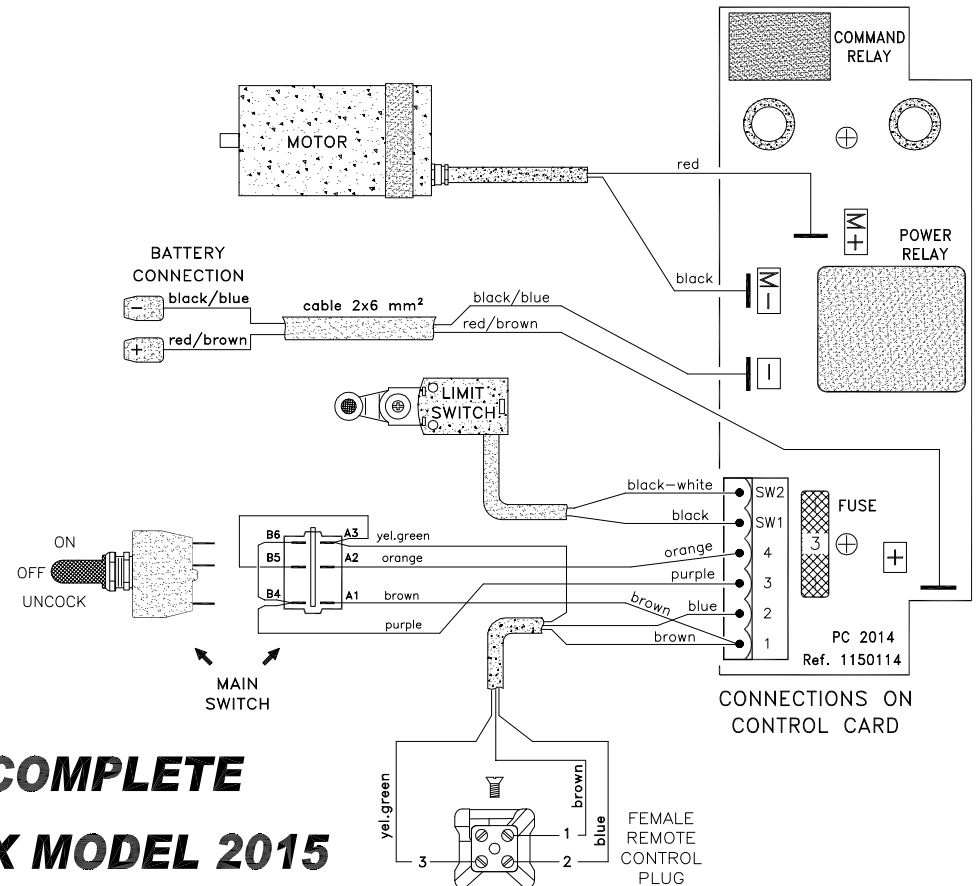 COMMAND
RELAY
MOTOR
red
M+
POWER
RELAY
BATTERY
CONNECTION
black
M-
-
black/blue
cable 2x6 mm²
black/blue
+
red/brown
red/brown
-
LIMIT
SWITCH
black-white
SW2
FUSE
black
SW1
ON
OFF
UNCOCK
B6
A3
yel.green
B5
A2
orange
orange
4
3
+
purple
3
B4
A1
brown
brown
blue
2
purple
brown
1
PC 2014
Ref. 1150114
MAIN
SWITCH
CONNECTIONS ON
CONTROL CARD
COMPLETE
X MODEL 2015
yel.green
brown
blue
1
3
2
FEMALE
REMOTE
CONTROL
PLUG